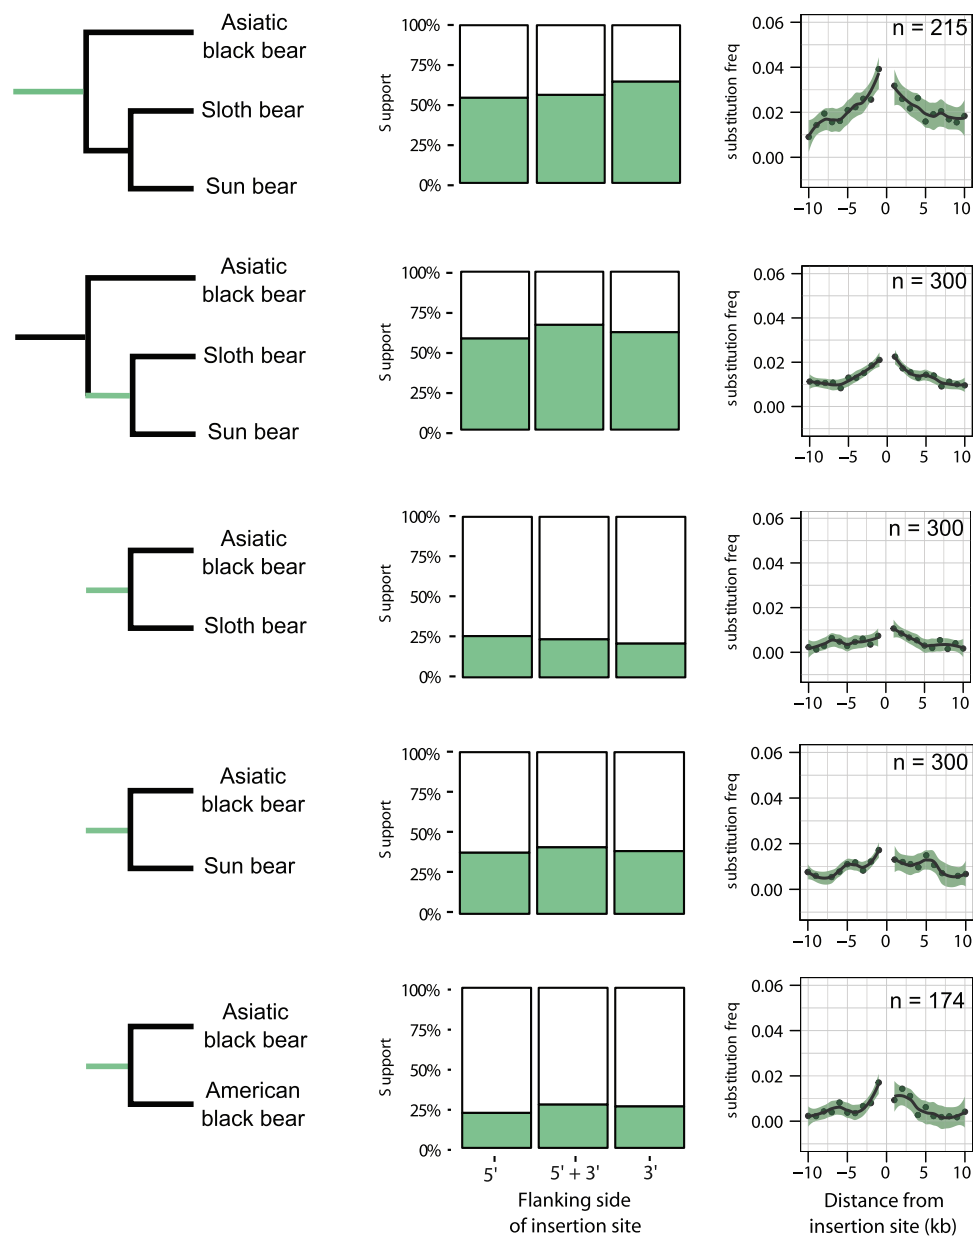 Asiatic
black bear
Sloth bear
Sun bear
100%
75%
50%
25%
0%
Support
0.06
0.04
0.02
0.00
substitution freq
n = 215
−10 −5 0 5 10
Asiatic
black bear
Sloth bear
Sun bear
100%
75%
50%
25%
0%
Support
0.06
0.04
0.02
0.00
substitution freq
n = 300
−10 −5 0 5 10
Asiatic
black bear
Sloth bear
100%
75%
50%
25%
0%
Support
0.06
0.04
0.02
0.00
substitution freq
n = 300
−10 −5 0 5 10
Asiatic
black bear
Sun bear
100%
75%
50%
25%
0%
Support
0.06
0.04
0.02
0.00
substitution freq
n = 300
−10 −5 0 5 10
Asiatic
black bear
American
black bear
100%
75%
50%
25%
0%
Support
5' 5' + 3' 3'
Flanking side
of insertion site
0.06
0.04
0.02
0.00
substitution freq
n = 174
−10 −5 0 5 10
Distance from
insertion site (kb)